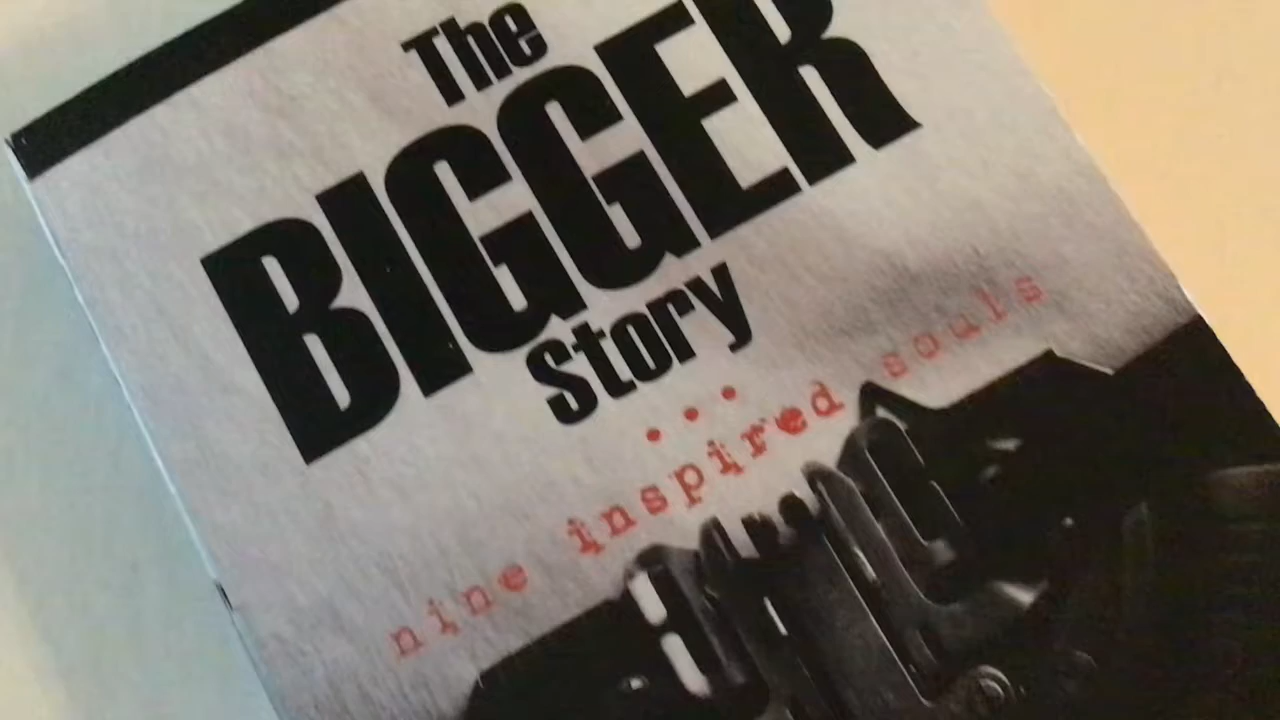 The
BIGGER
story
...
nine inspired souls